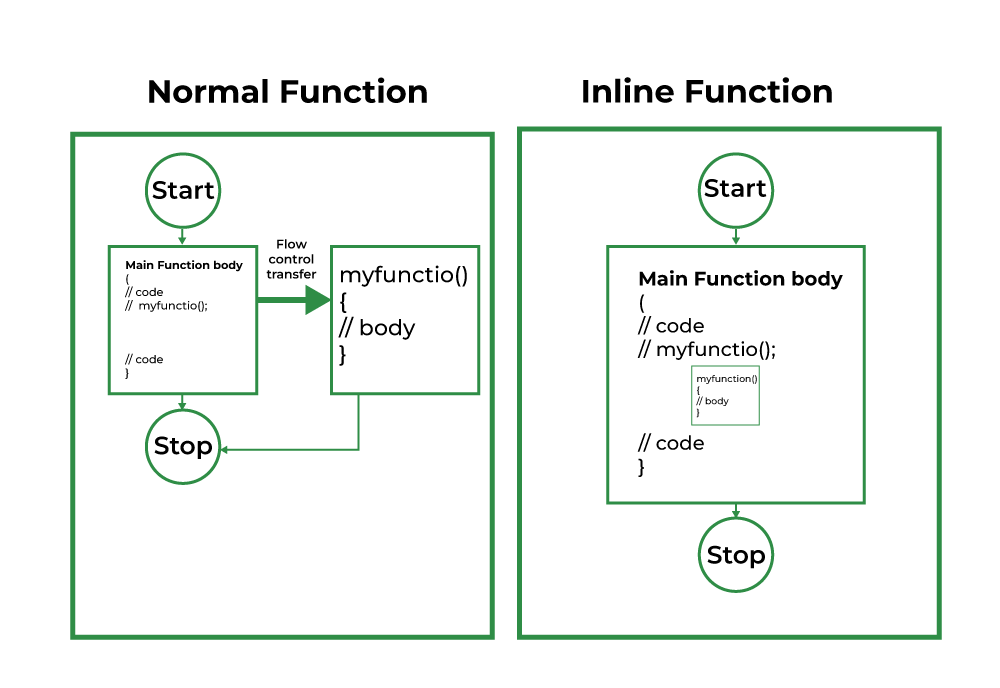 Normal Function
Start
Main Function body
{
// code
// myfunctio();
// code
}
Flow
control
transfer
myfunctio()
{
// body
}
Stop
Inline Function
Start
Main Function body
(
// code
// myfunctio();
myfunction()
{
// body
}
// code
}
Stop